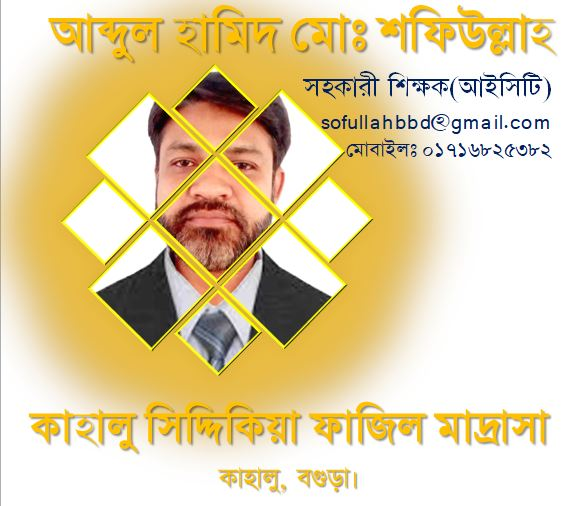 আব্দুল হামিদ মোঃ শফিউল্লাহ
সহকারী শিক্ষক(আইসিটি)
sofullahbbd@gmail.com
মোবাইলঃ ০১৭১৬৮২৫৩৮২
কাহালু সিদ্দিকিয়া ফাজিল মাদ্রাসা
কাহালু, বগুড়া।